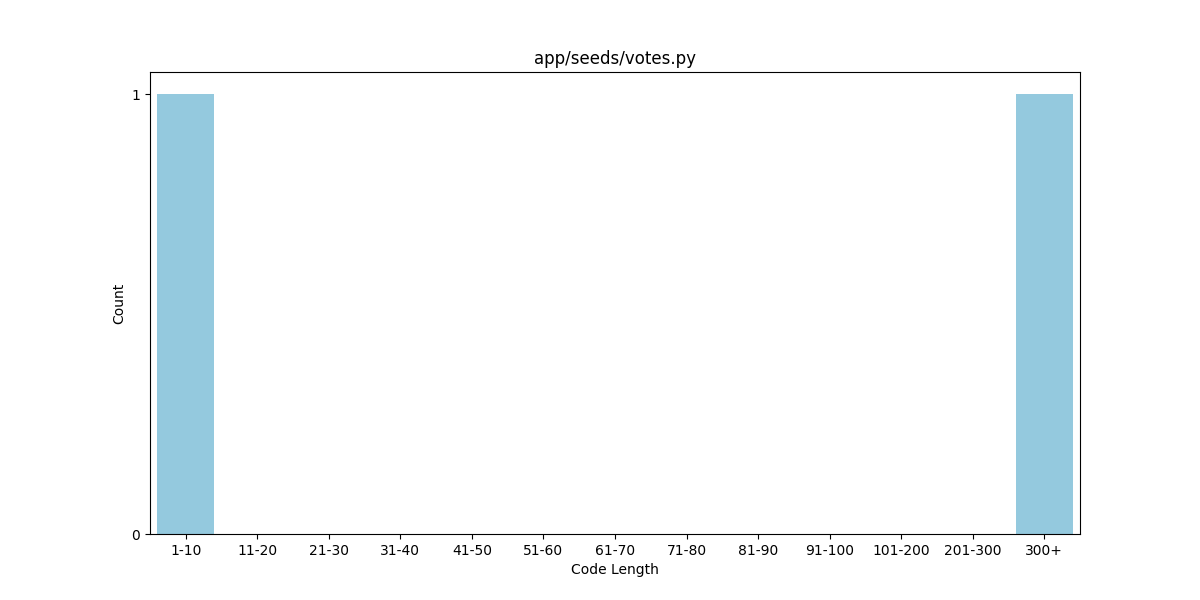 app/seeds/votes.py
1
Count
0
1-10 11-20 21-30 31-40 41-50 51-60 61-70 71-80 81-90 91-100 101-200 201-300 300+
Code Length